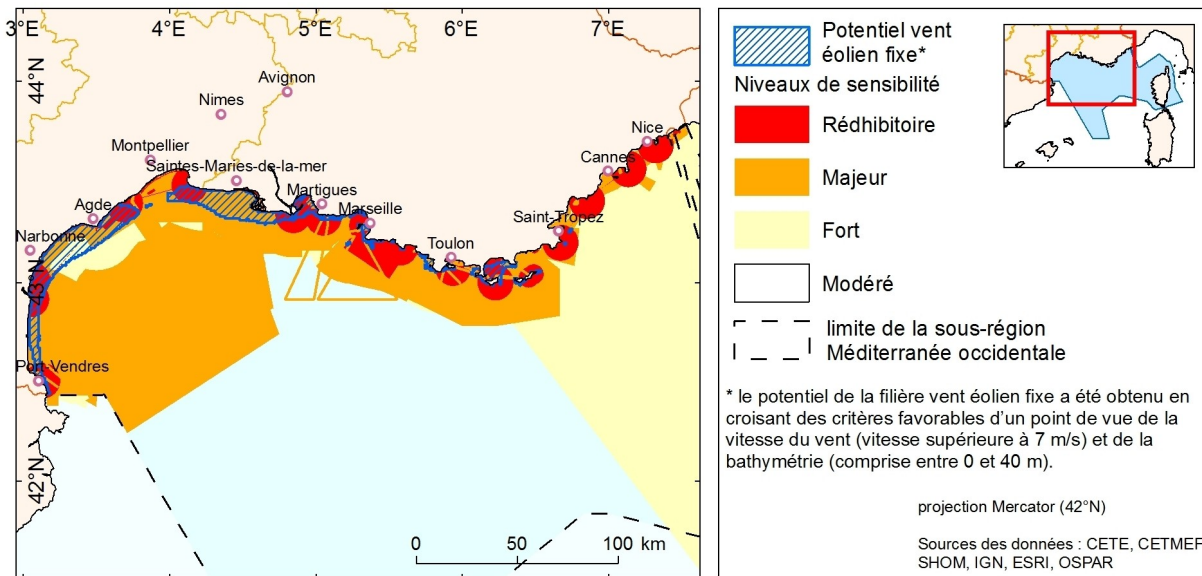 3°E
4°E
5°E
6°E
7°E
44°N
43°N
42°N
Avignon
Nimes
Montpellier
Saintes-Maries-de-la-mer
Martigues
Marseille
Agde
Narbonne
Port-Vendres
Toulon
Saint-Tropez
Cannes
Nice
0 50 100 km
Potentiel vent
éolien fixe*
Niveaux de sensibilité
Rédhibitoire
Majeur
Fort
Modéré
limite de la sous-région
Méditerranée occidentale
* le potentiel de la filière vent éolien fixe a été obtenu en
croisant des critères favorables d'un point de vue de la
vitesse du vent (vitesse supérieure à 7 m/s) et de la
bathymétrie (comprise entre 0 et 40 m).
projection Mercator (42°N)
Sources des données : CETE, CETMEF
SHOM, IGN, ESRI, OSPAR